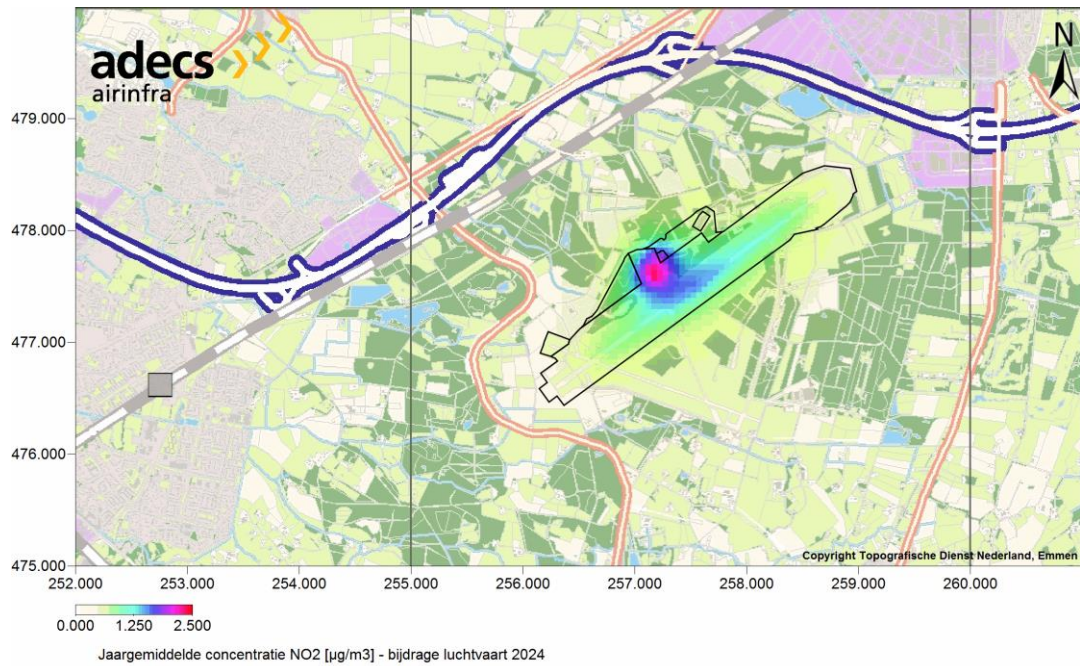 adecs
airinfra
N
479.000
478.000
477.000
476.000
475.000
Copyright Topografische Dienst Nederland, Emmen
252.000 253.000 254.000 255.000 256.000 257.000 258.000 259.000 260.000
0.000 1.250 2.500
Jaargemiddelde concentratie NO2 [µg/m3] - bijdrage luchtvaart 2024